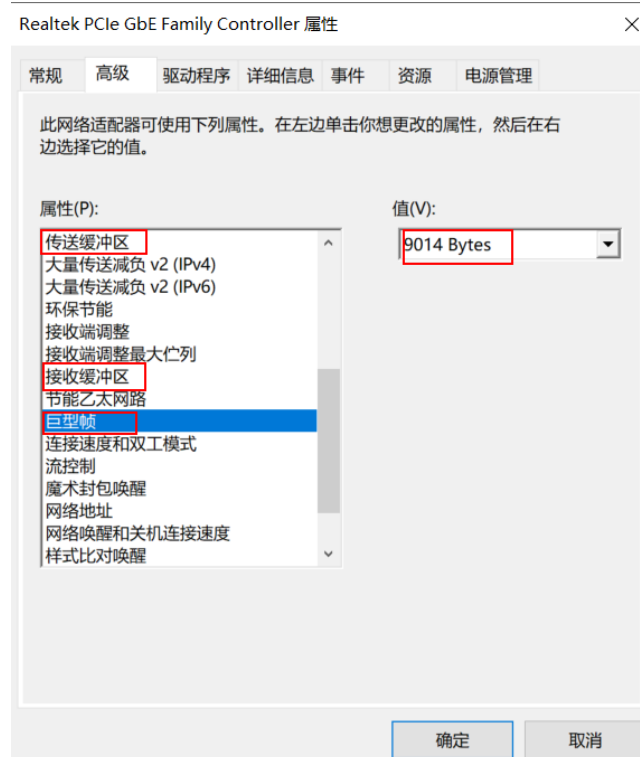 Realtek PCIe GbE Family Controller 属性
常规 高级 驱动程序 详细信息 事件 资源 电源管理
此网络适配器可使用下列属性。在左边单击你想更改的属性，然后在右
边选择它的值。
属性(P):
值(V):
传送缓冲区
大量传送减负 v2 (IPv4)
大量传送减负 v2 (IPv6)
环保节能
接收端调整
接收端调整最大伫列
接收缓冲区
节能乙太网路
巨型帧
连接速度和双工模式
流控制
魔术封包唤醒
网络地址
网络唤醒和关机连接速度
样式比对唤醒
9014 Bytes
确定 取消